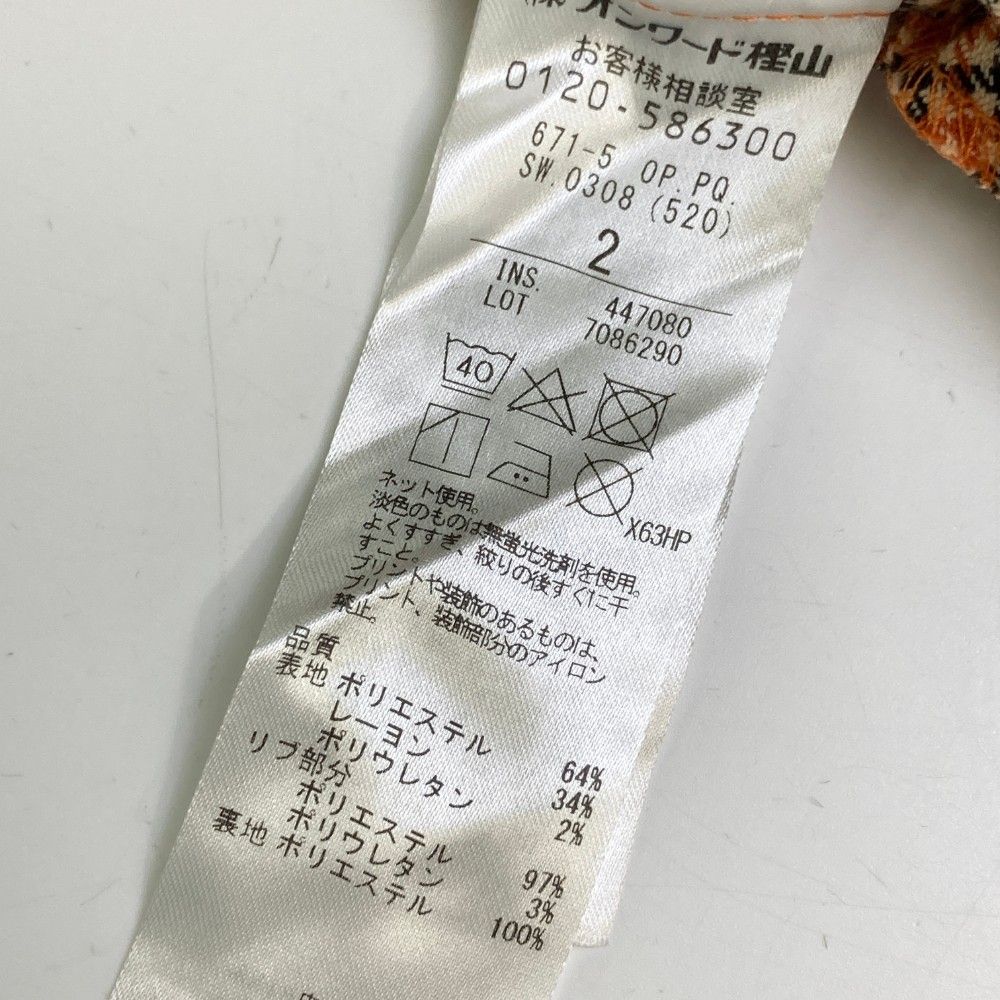 ㈱オンワード樫山
お客様相談室
0120-586300
671-5 OP.PQ.
SW.0308(520)
2
INS. 447080
LOT 7086290
40
X63HP
ネット使用。
淡色のものは無蛍光洗剤を使用。
よくすすぎ、絞りの後すぐに干
すこと。
プリントや装飾のあるものは、
プリント、装飾部分のアイロン
禁止。
品質
表地 ポリエステル 64%
レーヨン 34%
ポリウレタン 2%
リブ部分
ポリエステル 97%
ポリウレタン 3%
裏地 ポリエステル 100%